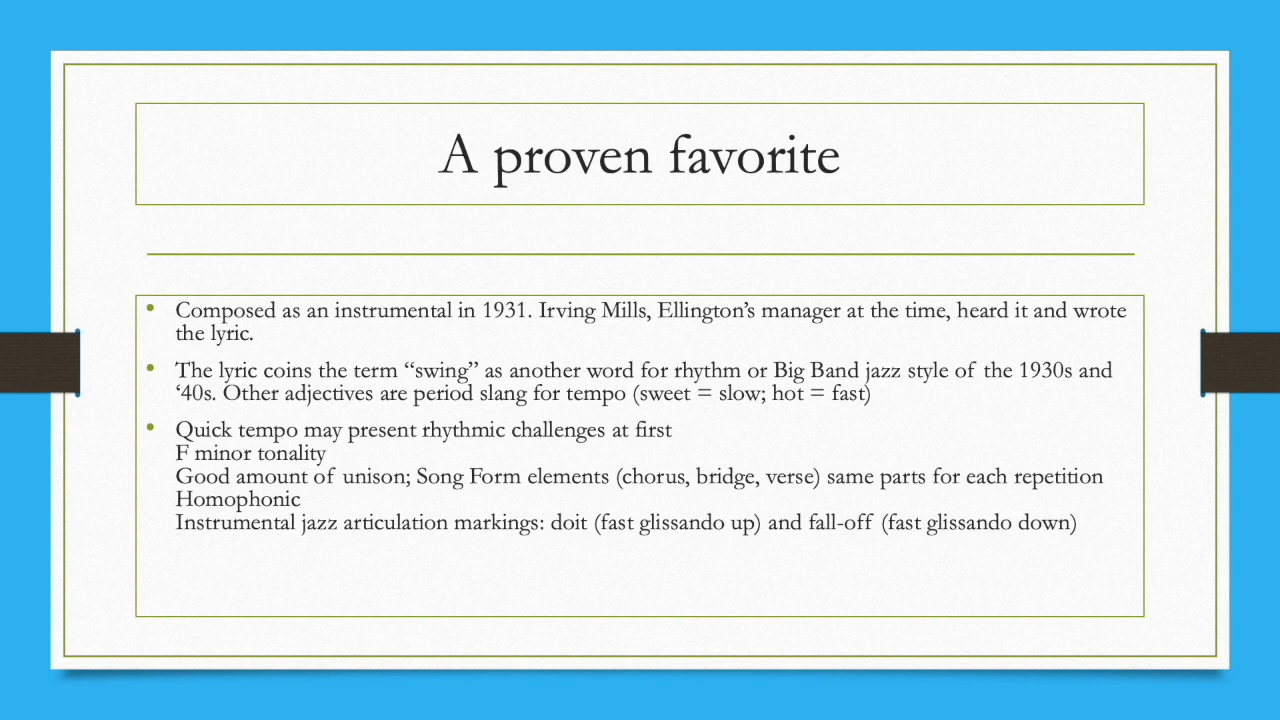 A proven favorite
• Composed as an instrumental in 1931. Irving Mills, Ellington’s manager at the time, heard it and wrote
the lyric.
• The lyric coins the term “swing” as another word for rhythm or Big Band jazz style of the 1930s and
‘40s. Other adjectives are period slang for tempo (sweet = slow; hot = fast)
• Quick tempo may present rhythmic challenges at first
F minor tonality
Good amount of unison; Song Form elements (chorus, bridge, verse) same parts for each repetition
Homophonic
Instrumental jazz articulation markings: doit (fast glissando up) and fall-off (fast glissando down)